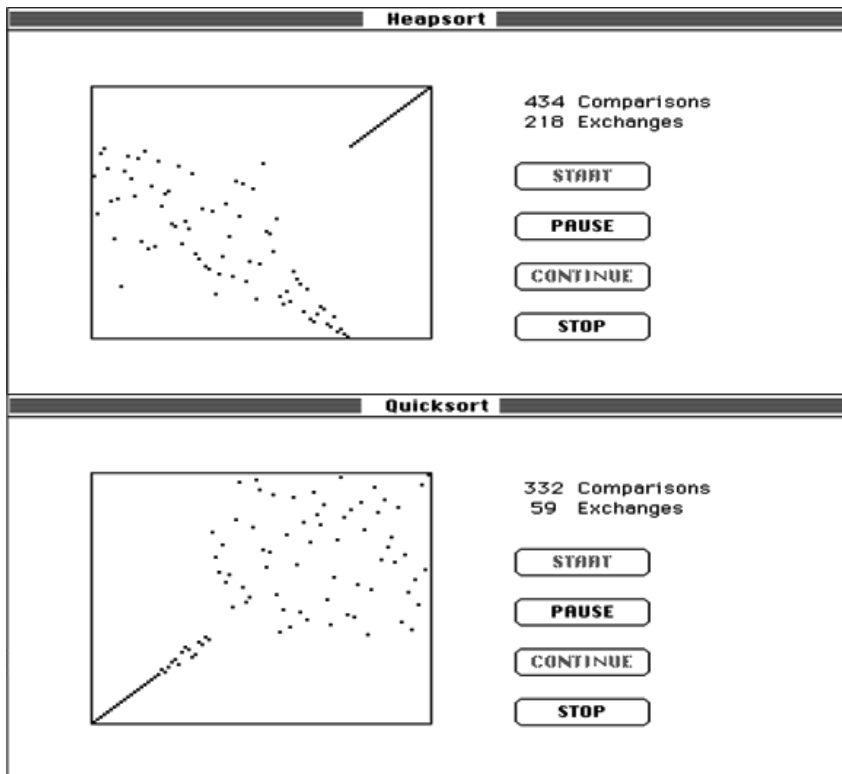 Heapsort
434 Comparisons
218 Exchanges
START
PAUSE
CONTINUE
STOP
Quicksort
332 Comparisons
59 Exchanges
START
PAUSE
CONTINUE
STOP